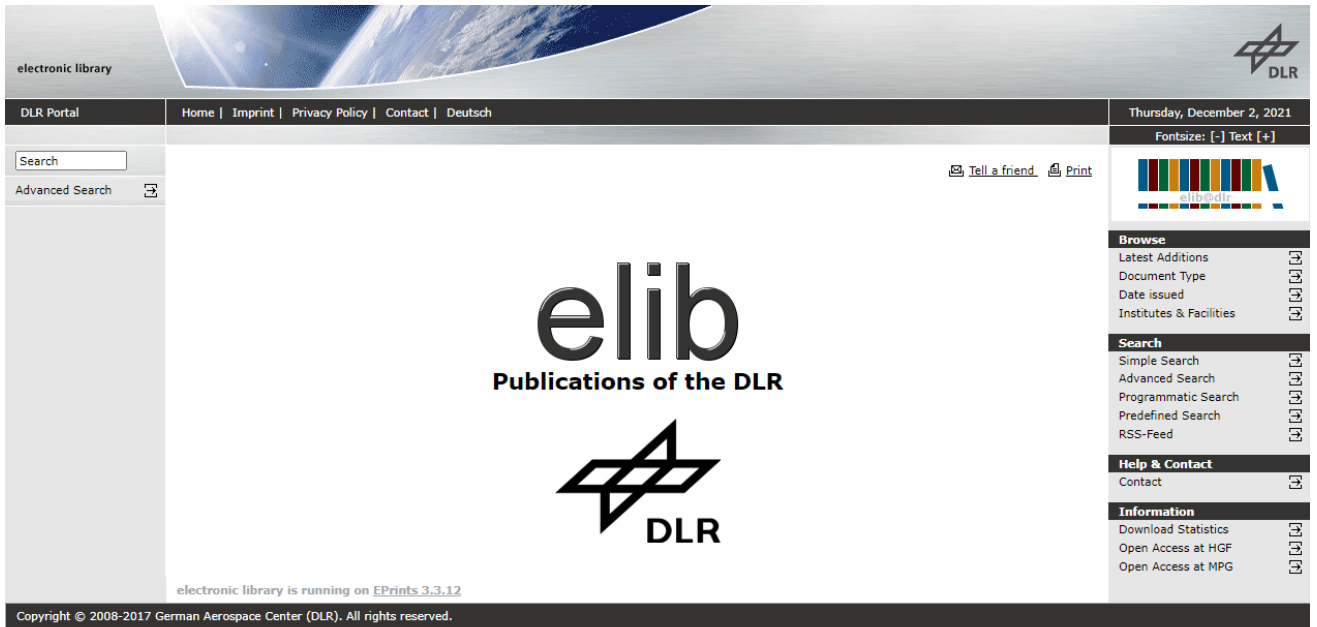 electronic library
DLR
DLR Portal
Home | Imprint | Privacy Policy | Contact | Deutsch
Thursday, December 2, 2021
Fontsize: [-] Text [+]
Search
Advanced Search
Tell a friend Print
elib@dlr
elib
Publications of the DLR
DLR
electronic library is running on EPrints 3.3.12
Browse
Latest Additions
Document Type
Date issued
Institutes & Facilities
Search
Simple Search
Advanced Search
Programmatic Search
Predefined Search
RSS-Feed
Help & Contact
Contact
Information
Download Statistics
Open Access at HGF
Open Access at MPG
Copyright © 2008-2017 German Aerospace Center (DLR). All rights reserved.